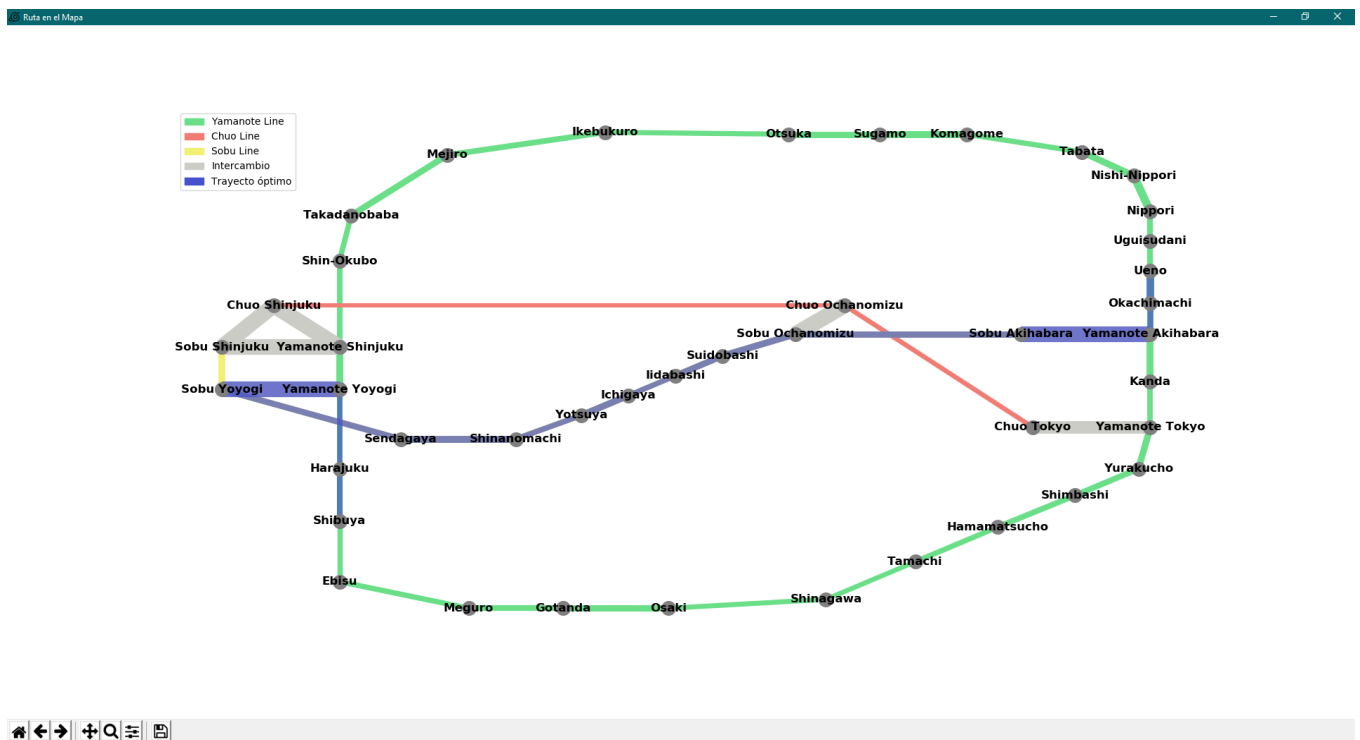 Ruta en el Mapa
Yamanote Line
Chuo Line
Sobu Line
Intercambio
Trayecto óptimo
Ikebukuro
Otsuka
Sugamo
Komagome
Tabata
Mejiro
Nishi-Nippori
Takadanobaba
Nippori
Uguisudani
Shin-Okubo
Ueno
Chuo Shinjuku
Chuo Ochanomizu
Okachimachi
Sobu Shinjuku
Yamanote Shinjuku
Sobu Ochanomizu
Sobu Akihabara
Yamanote Akihabara
Suidobashi
Iidabashi
Sobu Yoyogi
Yamanote Yoyogi
Ichigaya
Kanda
Yotsuya
Chuo Tokyo
Yamanote Tokyo
Sendagaya
Shinanomachi
Harajuku
Yurakucho
Shimbashi
Shibuya
Hamamatsucho
Tamachi
Ebisu
Shinagawa
Meguro
Gotanda
Osaki